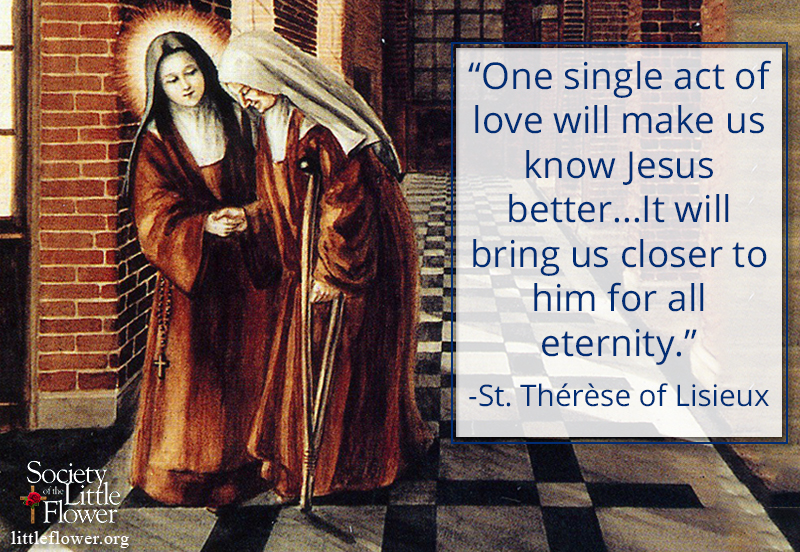 “One single act of
love will make us
know Jesus
better...It will
bring us closer to
him for all
eternity.”
-St. Thérèse of Lisieux
Society
of the Little
Flower
littleflower.org